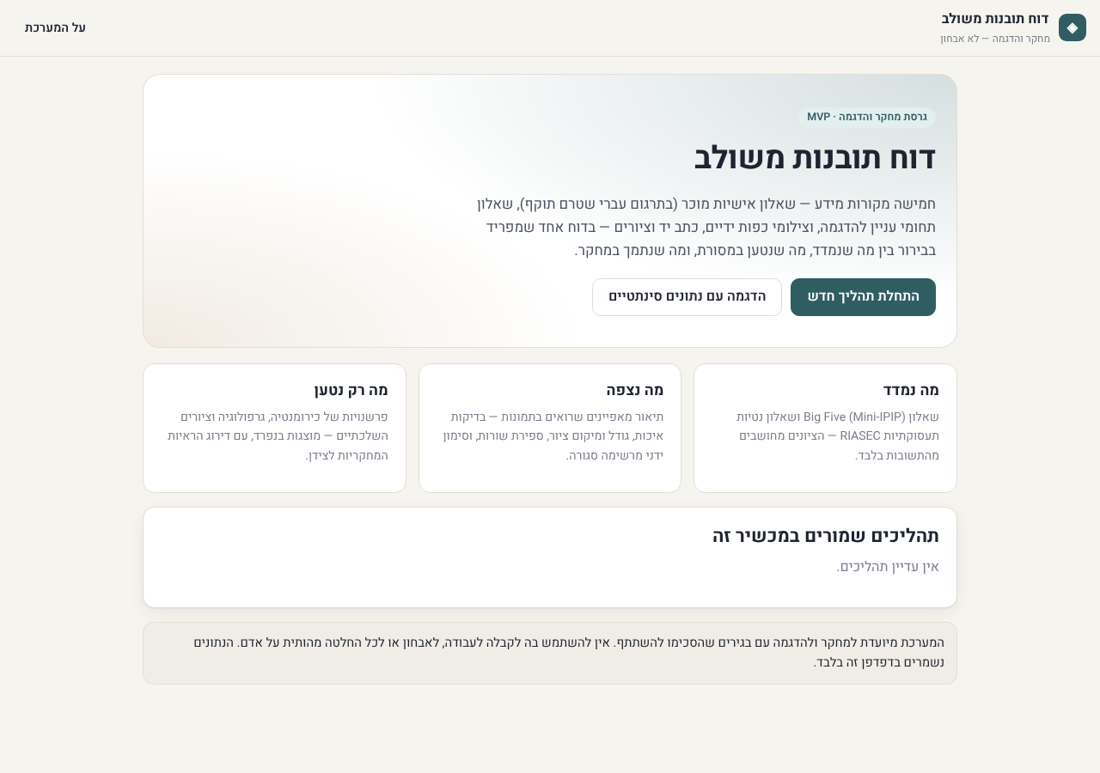 דוח תובנות משולב
מחקר והדגמה — לא אבחון
על המערכת
גרסת מחקר והדגמה · MVP
דוח תובנות משולב
חמישה מקורות מידע — שאלון אישיות מוכר (בתרגום עברי שטרם תוקף), שאלון
תחומי עניין להדגמה, וצילומי כפות ידיים, כתב יד וציורים — בדוח אחד שמפריד
בבירור בין מה שנמדד, מה שנטען במסורת, ומה שנתמך במחקר.
התחלת תהליך חדש
הדגמה עם נתונים סינתטיים
מה נמדד
שאלון Big Five (Mini-IPIP) ושאלון נטיות
תעסוקתיות RIASEC — הציונים מחושבים
מהתשובות בלבד.
מה נצפה
תיאור מאפיינים שרואים בתמונות — בדיקות
איכות, גודל ומיקום ציור, ספירת שורות, וסימון
ידני מרשימה סגורה.
מה רק נטען
פרשנויות של כירומנטיה, גרפולוגיה וציורים
השלכתיים — מוצגות בנפרד, עם דירוג הראיות
המחקריות לצידן.
תהליכים שמורים במכשיר זה
אין עדיין תהליכים.
המערכת מיועדת למחקר ולהדגמה עם בגירים שהסכימו להשתתף. אין להשתמש בה לקבלה לעבודה, לאבחון או לכל החלטה מהותית על אדם. הנתונים
נשמרים בדפדפן זה בלבד.